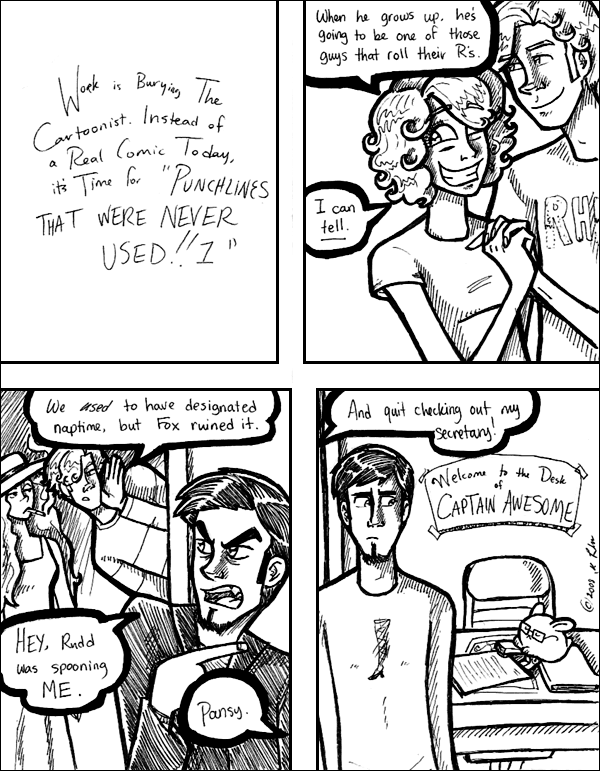 Work is Burying The
Cartoonist. Instead of
a Real Comic Today,
it's Time for "PUNCHLINES
THAT WERE NEVER
USED!!1"
When he grows up, he's
going to be one of those
guys that roll their R's.
I can
tell.
RH
We used to have designated
naptime, but Fox ruined it.
HEY, Rudd
was spooning
ME.
Pansy.
And quit checking out my
secretary!
Welcome to the Desk
of
CAPTAIN AWESOME